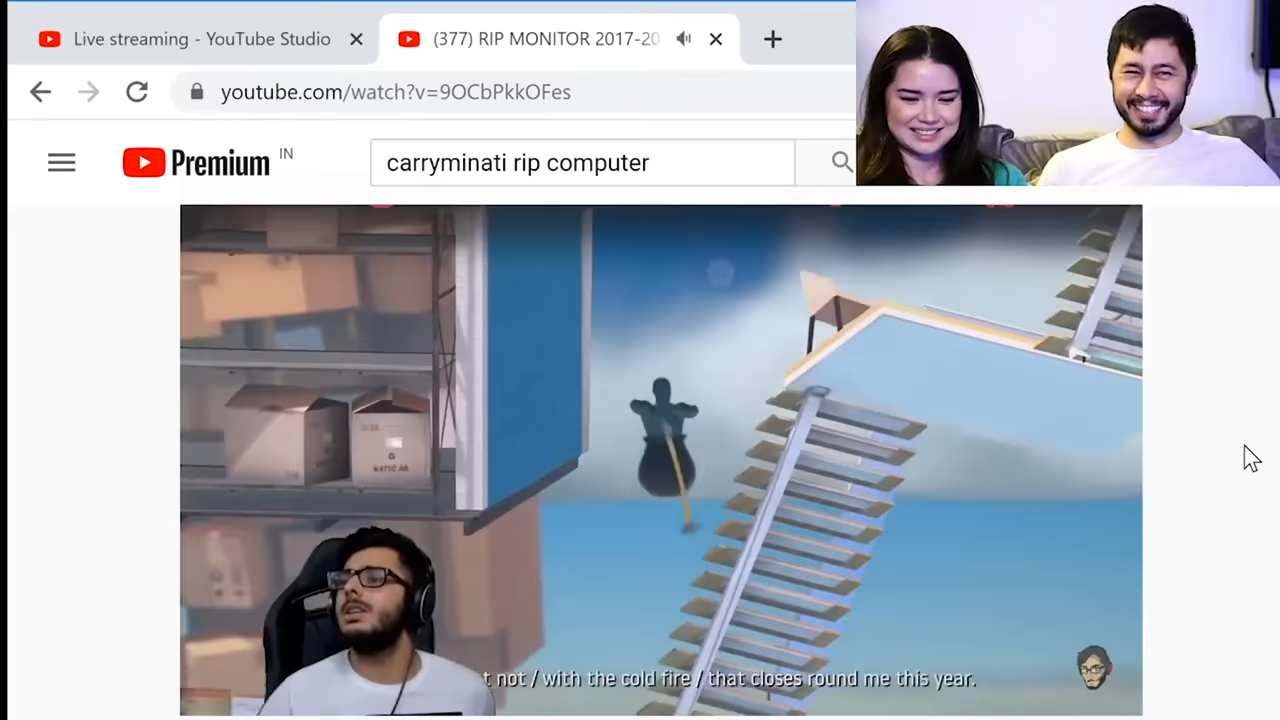 Live streaming - YouTube Studio
(377) RIP MONITOR 2017-20
youtube.com/watch?v=9OCbPkkOFes
Premium IN
carryminati rip computer
t not / with the cold fire / that closes round me this year.